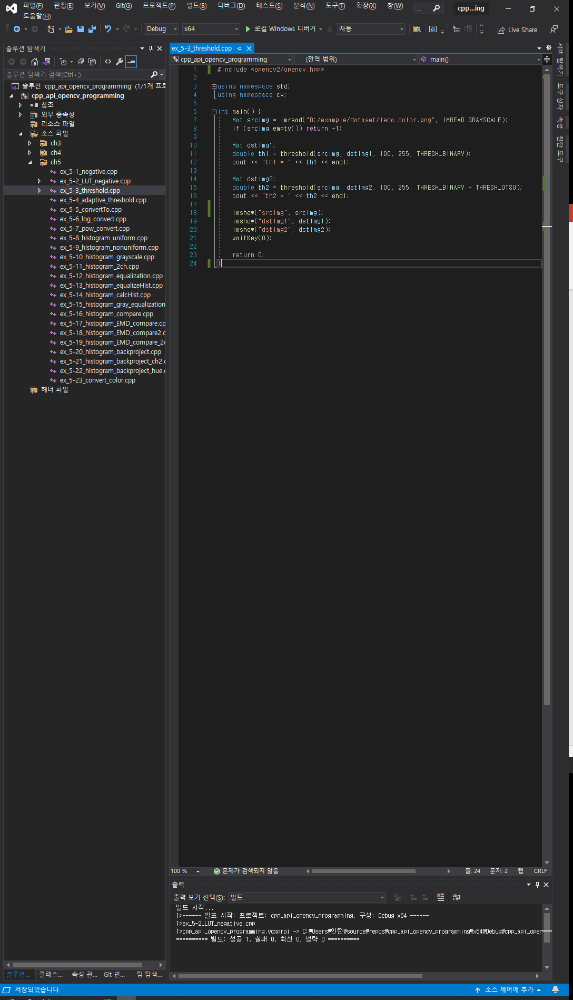 파일(F) 편집(E) 보기(V) Git(G) 프로젝트(P) 빌드(B) 디버그(D) 테스트(S) 분석(N) 도구(T) 확장(X) 창(W) ... cpp...ing
도움말(H)
Debug x64 로컬 Windows 디버거 자동 Live Share
솔루션 탐색기
솔루션 탐색기 검색(Ctrl+;)
솔루션 'cpp_api_opencv_programming' (1/1개 프로
cpp_api_opencv_programming
참조
외부 종속성
리소스 파일
소스 파일
ch3
ch4
ch5
ex_5-1_negative.cpp
ex_5-2_LUT_negative.cpp
ex_5-3_threshold.cpp
ex_5-4_adaptive_threshold.cpp
ex_5-5_convertTo.cpp
ex_5-6_log_convert.cpp
ex_5-7_pow_convert.cpp
ex_5-8_histogram_uniform.cpp
ex_5-9_histogram_nonuniform.cpp
ex_5-10_histogram_grayscale.cpp
ex_5-11_histogram_2ch.cpp
ex_5-12_histogram_equalization.cpp
ex_5-13_histogram_equalizeHist.cpp
ex_5-14_histogram_calcHist.cpp
ex_5-15_histogram_gray_equalization
ex_5-16_histogram_compare.cpp
ex_5-17_histogram_EMD_compare.cp
ex_5-18_histogram_EMD_compare2.c
ex_5-19_histogram_EMD_compare_2c
ex_5-20_histogram_backproject.cpp
ex_5-21_histogram_backproject_ch2.c
ex_5-22_histogram_backproject_hue.c
ex_5-23_convert_color.cpp
헤더 파일
솔루션... 클래스... 속성 관... Git 변... 팀 탐색...
ex_5-3_threshold.cpp
cpp_api_opencv_programming (전역 범위) main()
1 #include <opencv2/opencv.hpp>
2
3 using namespace std;
4 using namespace cv;
5
6 int main() {
7 Mat srcImg = imread("D:/example/dataset/lena_color.png", IMREAD_GRAYSCALE);
8 if (srcImg.empty()) return -1;
9
10 Mat dstImg1;
11 double th1 = threshold(srcImg, dstImg1, 100, 255, THRESH_BINARY);
12 cout << "th1 = " << th1 << endl;
13
14 Mat dstImg2;
15 double th2 = threshold(srcImg, dstImg2, 100, 255, THRESH_BINARY + THRESH_OTSU);
16 cout << "th2 = " << th2 << endl;
17
18 imshow("srcImg", srcImg);
19 imshow("dstImg1", dstImg1);
20 imshow("dstImg2", dstImg2);
21 waitKey(0);
22
23 return 0;
24 }
서버 탐색기
도구 상자
속성
진단 도구
100 % 문제가 검색되지 않음 줄: 24 문자: 2 탭 CRLF
출력
출력 보기 선택(S): 빌드
빌드 시작...
1>------ 빌드 시작: 프로젝트: cpp_api_opencv_programming, 구성: Debug x64 ------
1>ex_5-2_LUT_negative.cpp
1>cpp_api_opencv_programming.vcxproj -> C:₩Users₩인턴₩source₩repos₩cpp_api_opencv_programming₩x64₩Debug₩cpp_api_oper
========== 빌드: 성공 1, 실패 0, 최신 0, 생략 0 ==========
저장되었습니다. 소스 제어에 추가